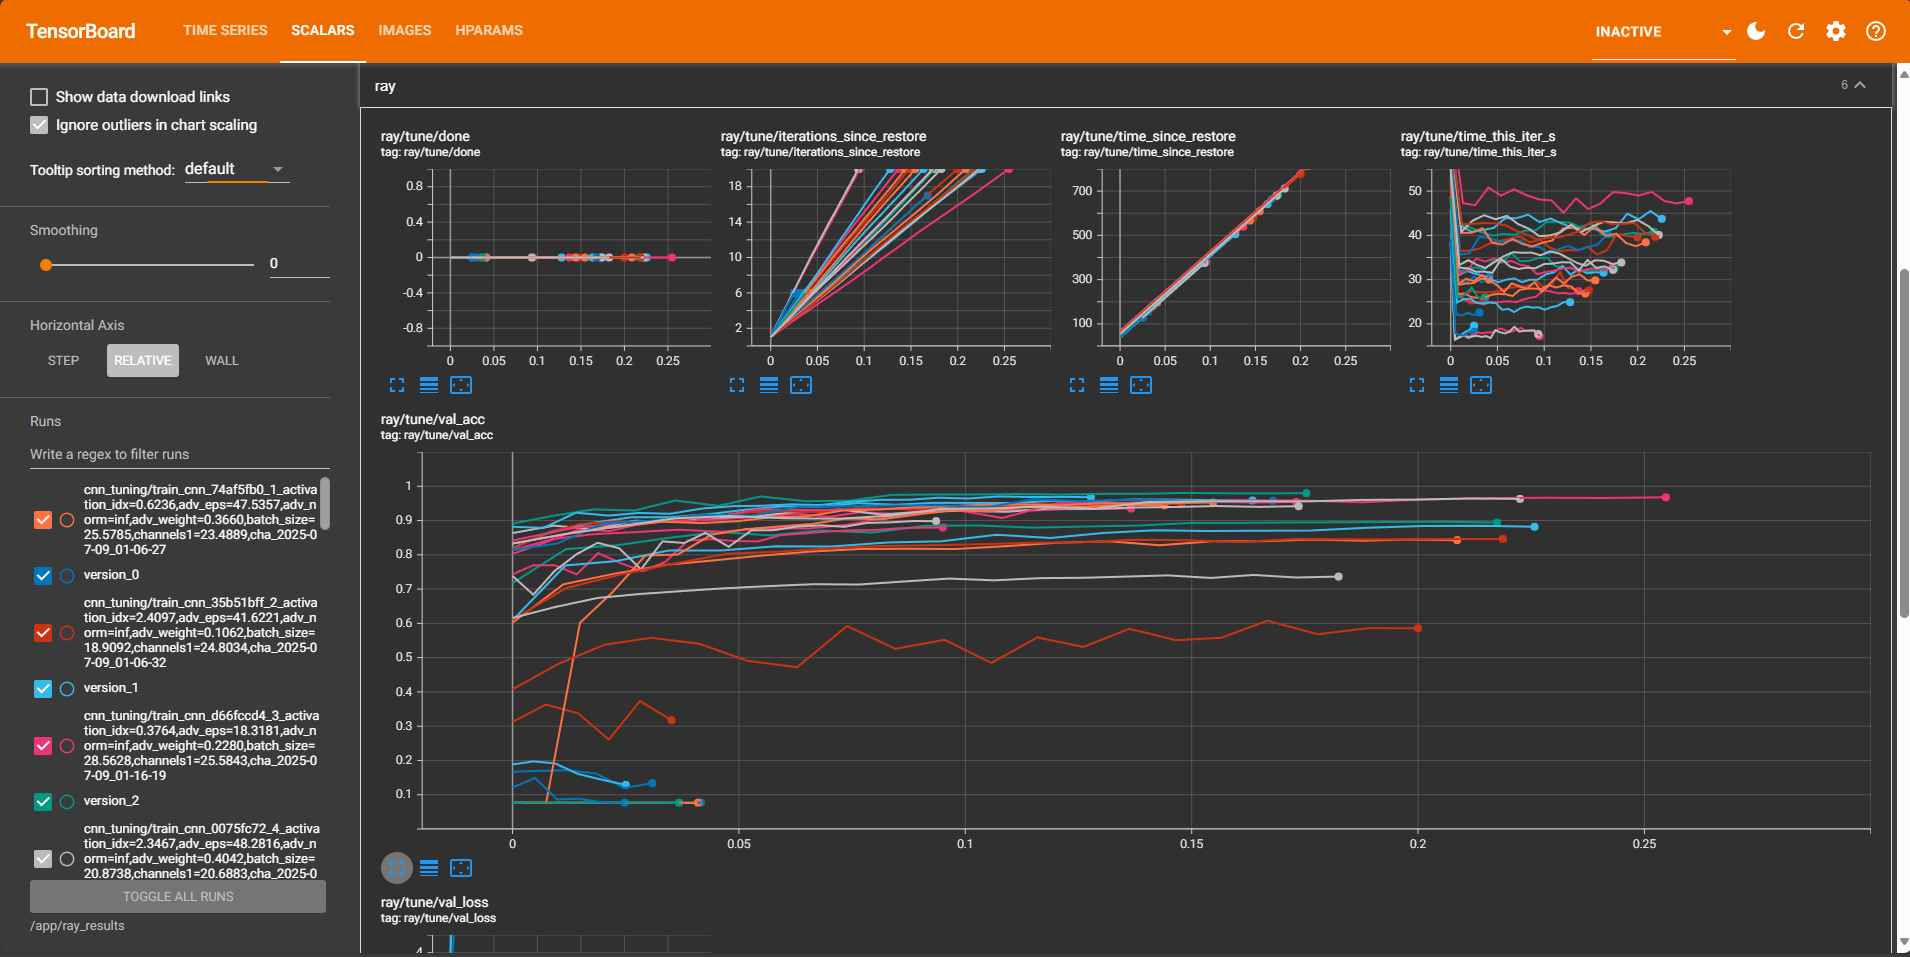 TensorBoard
TIME SERIES
SCALARS
IMAGES
HPARAMS
INACTIVE
Show data download links
Ignore outliers in chart scaling
Tooltip sorting method: default
Smoothing
0
Horizontal Axis
STEP
RELATIVE
WALL
Runs
Write a regex to filter runs
cnn_tuning/train_cnn_74af5fb0_1_activa
tion_idx=0.6236,adv_eps=47.5357,adv_n
orm=inf,adv_weight=0.3660,batch_size=
25.5785,channels1=23.4889,cha_2025-0
7-09_01-06-27
version_0
cnn_tuning/train_cnn_35b51bff_2_activa
tion_idx=2.4097,adv_eps=41.6221,adv_n
orm=inf,adv_weight=0.1062,batch_size=
18.9092,channels1=24.8034,cha_2025-0
7-09_01-06-32
version_1
cnn_tuning/train_cnn_d66fccd4_3_activa
tion_idx=0.3764,adv_eps=18.3181,adv_n
orm=inf,adv_weight=0.2280,batch_size=
28.5628,channels1=25.5843,cha_2025-0
7-09_01-16-19
version_2
cnn_tuning/train_cnn_0075fc72_4_activa
tion_idx=2.3467,adv_eps=48.2816,adv_n
orm=inf,adv_weight=0.4042,batch_size=
20.8738,channels1=20.6883,cha_2025-0
TOGGLE ALL RUNS
/app/ray_results
ray
6
ray/tune/done
tag: ray/tune/done
0.8
0.4
0
-0.4
-0.8
0 0.05 0.1 0.15 0.2 0.25
ray/tune/iterations_since_restore
tag: ray/tune/iterations_since_restore
18
14
10
6
2
0 0.05 0.1 0.15 0.2 0.25
ray/tune/time_since_restore
tag: ray/tune/time_since_restore
700
500
300
100
0 0.05 0.1 0.15 0.2 0.25
ray/tune/time_this_iter_s
tag: ray/tune/time_this_iter_s
50
40
30
20
0 0.05 0.1 0.15 0.2 0.25
ray/tune/val_acc
tag: ray/tune/val_acc
1
0.9
0.8
0.7
0.6
0.5
0.4
0.3
0.2
0.1
0 0.05 0.1 0.15 0.2 0.25
ray/tune/val_loss
tag: ray/tune/val_loss
4